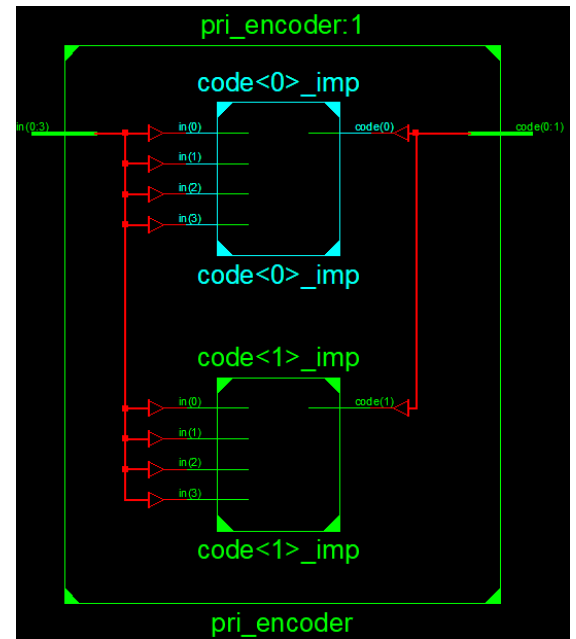 pri_encoder:1
code<0>_imp
in(0:3)
in(0)
code(0)
code(0:1)
in(1)
in(2)
in(3)
code<0>_imp
code<1>_imp
in(0)
code(1)
in(1)
in(2)
in(3)
code<1>_imp
pri_encoder